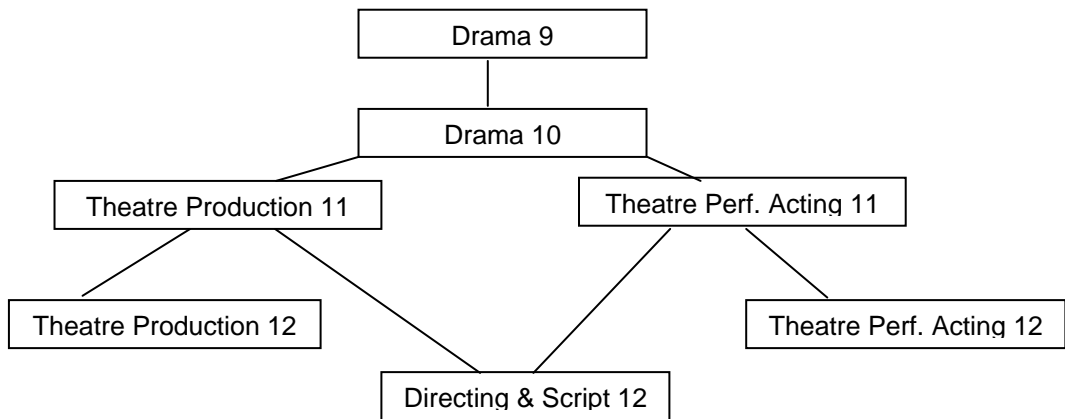 Drama 9
Drama 10
Theatre Production 11
Theatre Perf. Acting 11
Theatre Production 12
Theatre Perf. Acting 12
Directing & Script 12